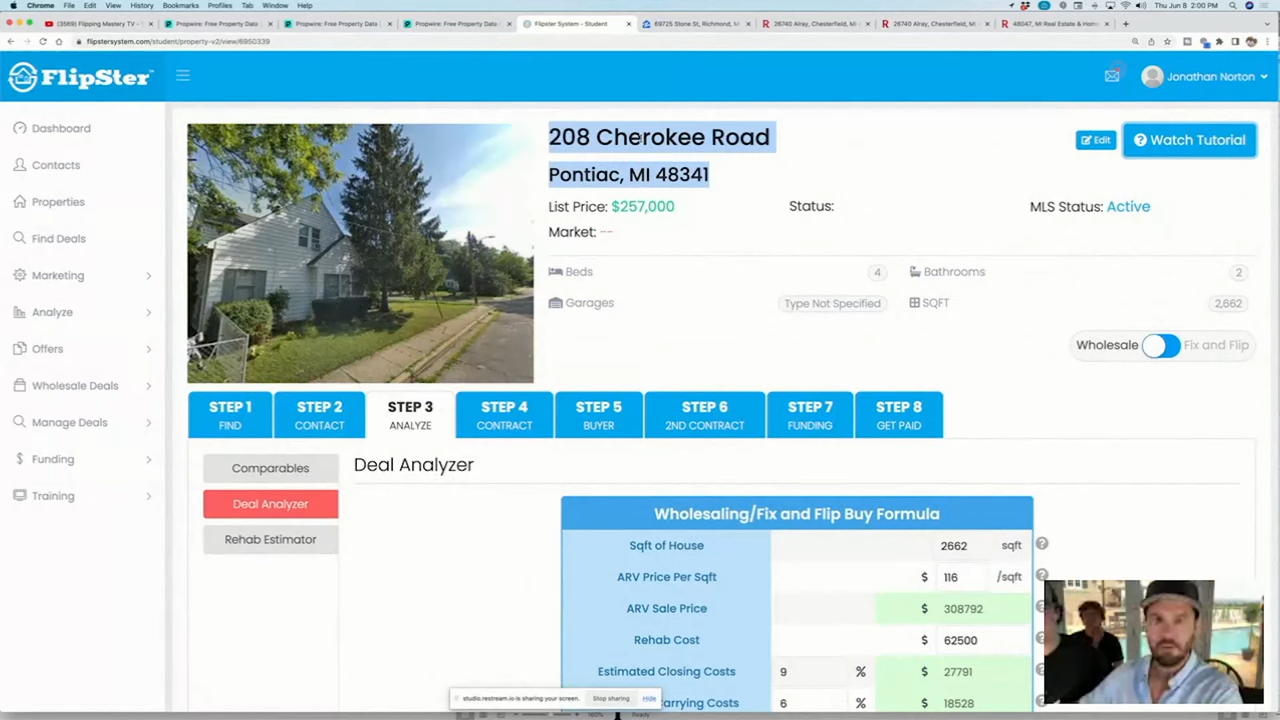 Chrome File Edit View History Bookmarks Profiles Tab Window Help
Thu Jun 8 2:00 PM
(3569) Flipping Mastery TV -
Propwire: Free Property Data
Propwire: Free Property Data
Propwire: Free Property Data
Flipster System - Student
69725 Stone St, Richmond, M
26740 Alray, Chesterfield, M
26740 Alray, Chesterfield, M
48047, MI Real Estate & Hom
flipstersystem.com/student/property-v2/view/6950339
FlipSter
Jonathan Norton
Dashboard
Contacts
Properties
Find Deals
Marketing
Analyze
Offers
Wholesale Deals
Manage Deals
Funding
Training
208 Cherokee Road
Pontiac, MI 48341
Edit
Watch Tutorial
List Price: $257,000
Status:
MLS Status: Active
Market: --
Beds 4
Bathrooms 2
Garages Type Not Specified
SQFT 2,662
Wholesale Fix and Flip
STEP 1
FIND
STEP 2
CONTACT
STEP 3
ANALYZE
STEP 4
CONTRACT
STEP 5
BUYER
STEP 6
2ND CONTRACT
STEP 7
FUNDING
STEP 8
GET PAID
Comparables
Deal Analyzer
Rehab Estimator
Deal Analyzer
Wholesaling/Fix and Flip Buy Formula
Sqft of House 2662 sqft
ARV Price Per Sqft $ 116 /sqft
ARV Sale Price $ 308792
Rehab Cost $ 62500
Estimated Closing Costs 9 % $ 27791
Carrying Costs 6 % $ 18528
studio.restream.io is sharing your screen. Stop sharing Hide